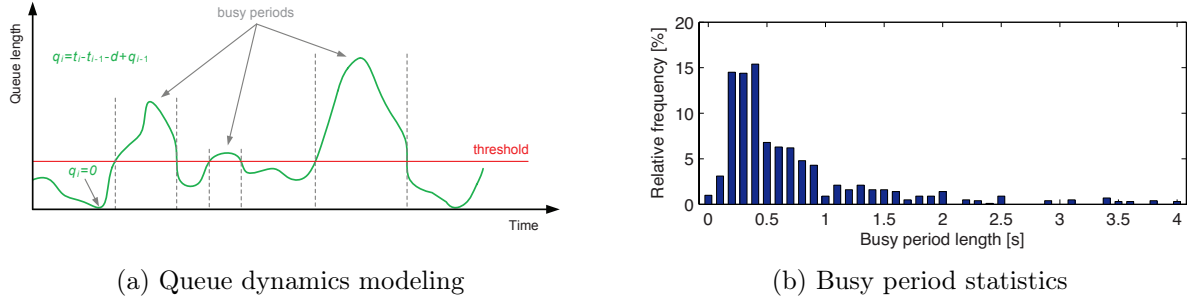 busy periods
Queue length
qi=ti-ti-1-d+qi-1
threshold
qi=0
Time
(a) Queue dynamics modeling
20
15
10
5
0
Relative frequency [%]
0 0.5 1 1.5 2 2.5 3 3.5 4
Busy period length [s]
(b) Busy period statistics